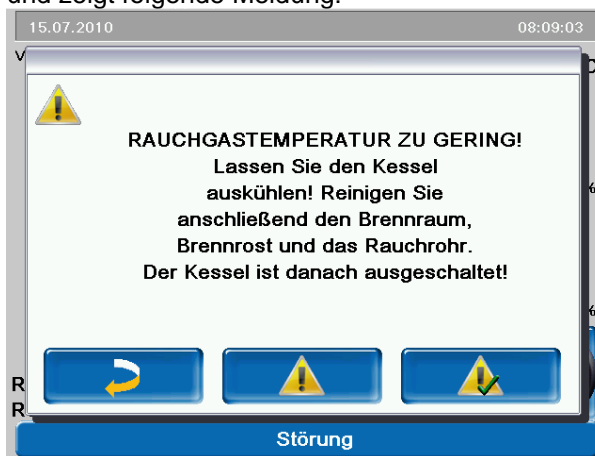 und zeigt folgende Meldung:
15.07.2010 08:09:03
RAUCHGASTEMPERATUR ZU GERING!
Lassen Sie den Kessel
auskühlen! Reinigen Sie
anschließend den Brennraum,
Brennrost und das Rauchrohr.
Der Kessel ist danach ausgeschaltet!
R
R
Störung